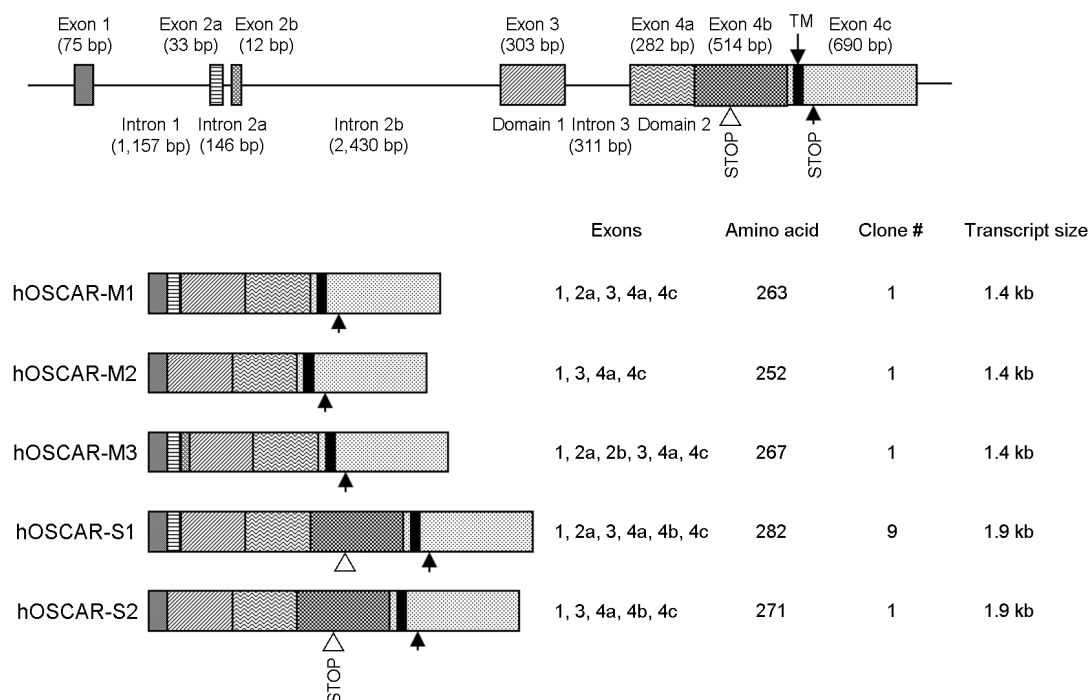 Exon 1 Exon 2a Exon 2b Exon 3 Exon 4a Exon 4b TM Exon 4c
(75 bp) (33 bp) (12 bp) (303 bp) (282 bp) (514 bp) (690 bp)
Intron 1 Intron 2a Intron 2b Domain 1 Intron 3 Domain 2
(1,157 bp) (146 bp) (2,430 bp) (311 bp)
STOP STOP
Exons Amino acid Clone # Transcript size
hOSCAR-M1 1, 2a, 3, 4a, 4c 263 1 1.4 kb
hOSCAR-M2 1, 3, 4a, 4c 252 1 1.4 kb
hOSCAR-M3 1, 2a, 2b, 3, 4a, 4c 267 1 1.4 kb
hOSCAR-S1 1, 2a, 3, 4a, 4b, 4c 282 9 1.9 kb
hOSCAR-S2 1, 3, 4a, 4b, 4c 271 1 1.9 kb
STOP